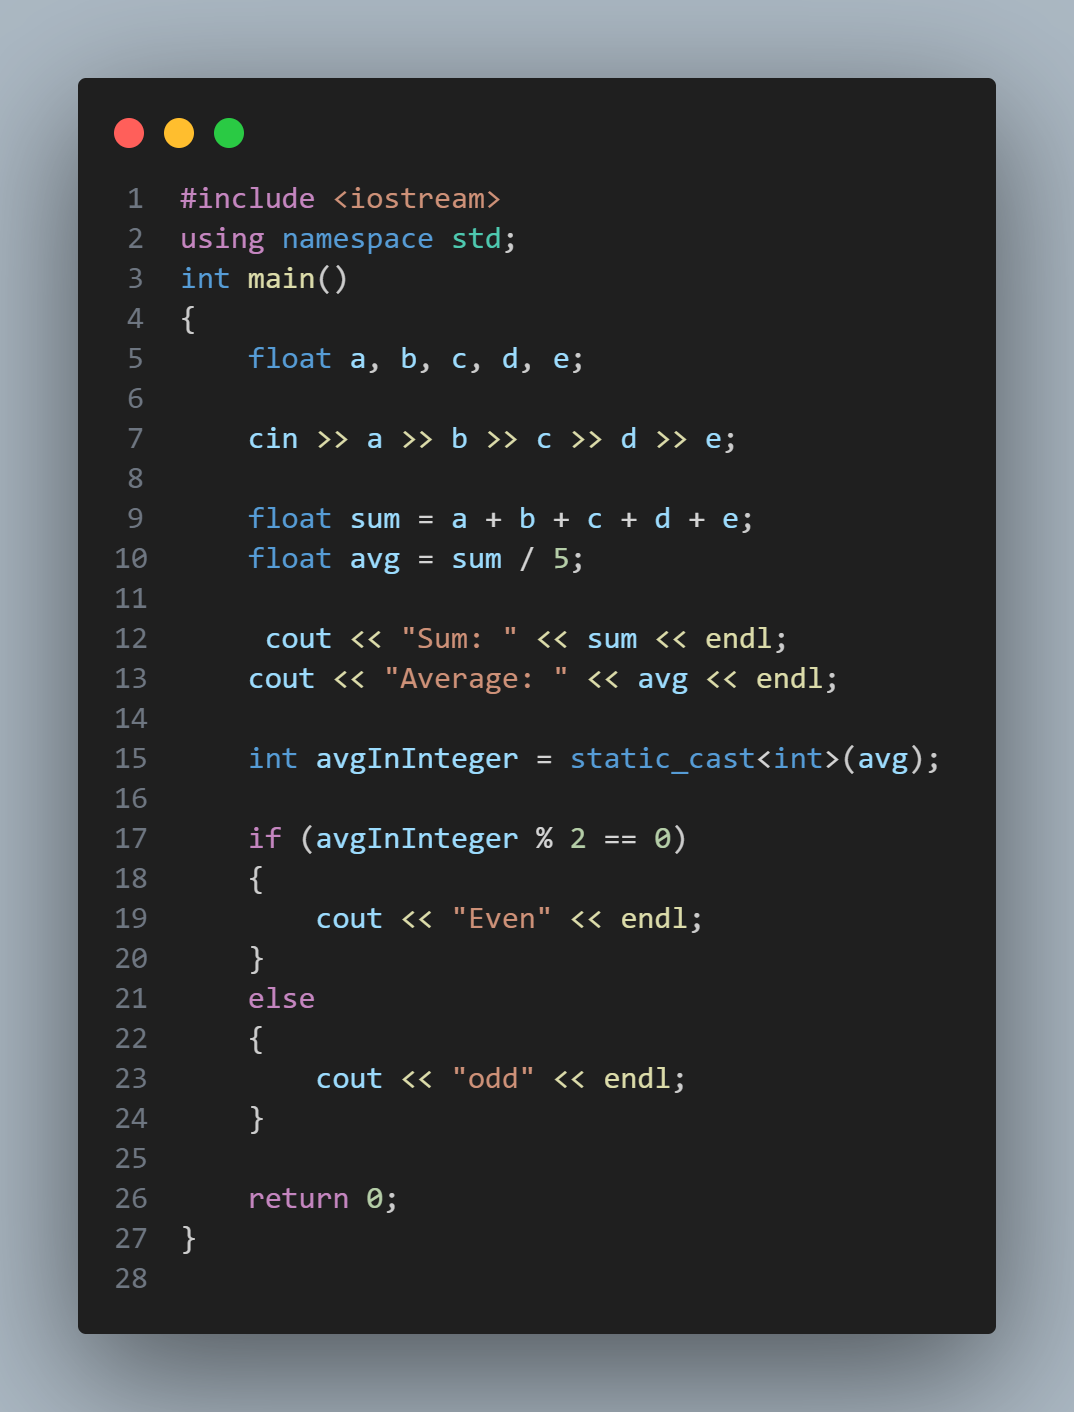 1 #include <iostream>
2 using namespace std;
3 int main()
4 {
5     float a, b, c, d, e;
6
7     cin >> a >> b >> c >> d >> e;
8
9     float sum = a + b + c + d + e;
10     float avg = sum / 5;
11
12      cout << "Sum: " << sum << endl;
13     cout << "Average: " << avg << endl;
14
15     int avgInInteger = static_cast<int>(avg);
16
17     if (avgInInteger % 2 == 0)
18     {
19         cout << "Even" << endl;
20     }
21     else
22     {
23         cout << "odd" << endl;
24     }
25
26     return 0;
27 }
28